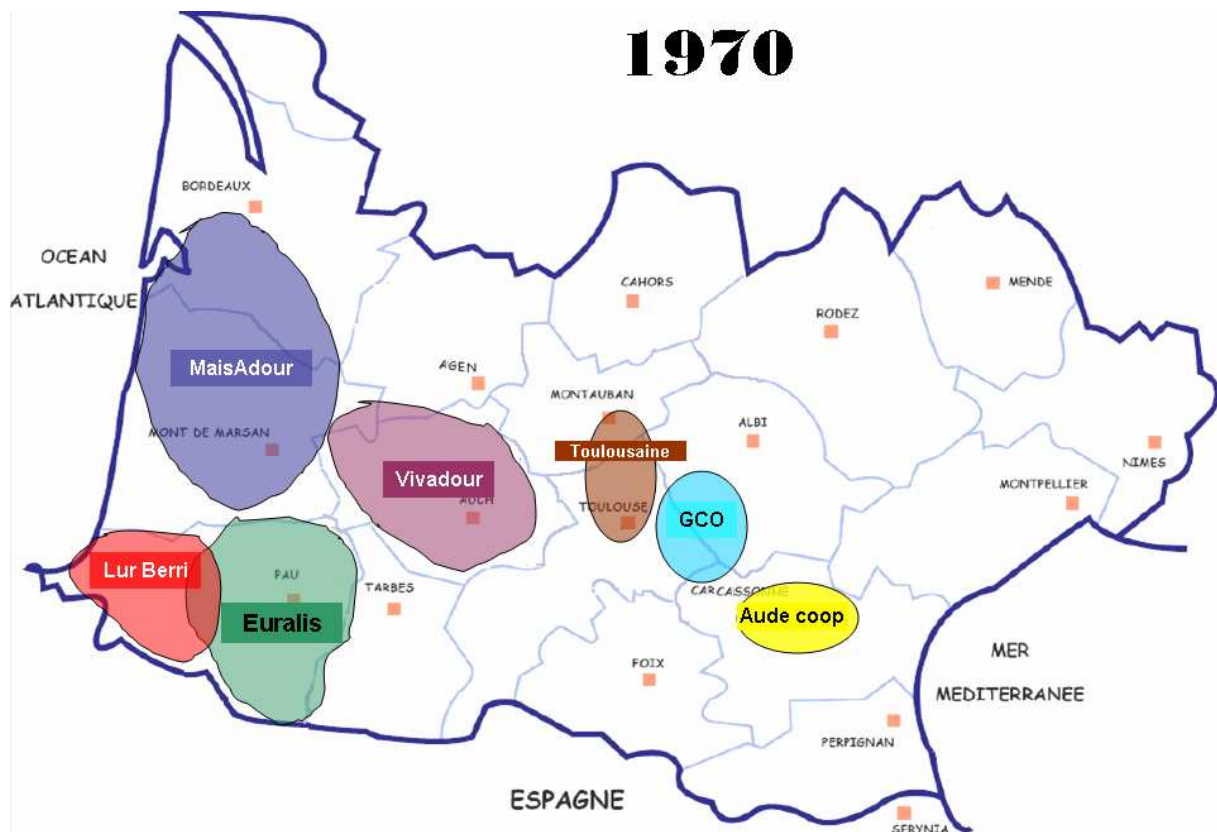 1970
BORDEAUX
OCEAN
ATLANTIQUE
CAHORS
MENDE
RODEZ
MaisAdour
AGEN
MONTAUBAN
MONT DE MARSAN
ALBI
Toulousaine
NIMES
Vivadour
AUCH
MONTPELLIER
TOULOUSE
GCO
Lur Berri
PAU
TARBES
CARCASSONNE
Euralis
Aude coop
FOIX
MER
MEDITERRANEE
PERPIGNAN
ESPAGNE
SERYNIA